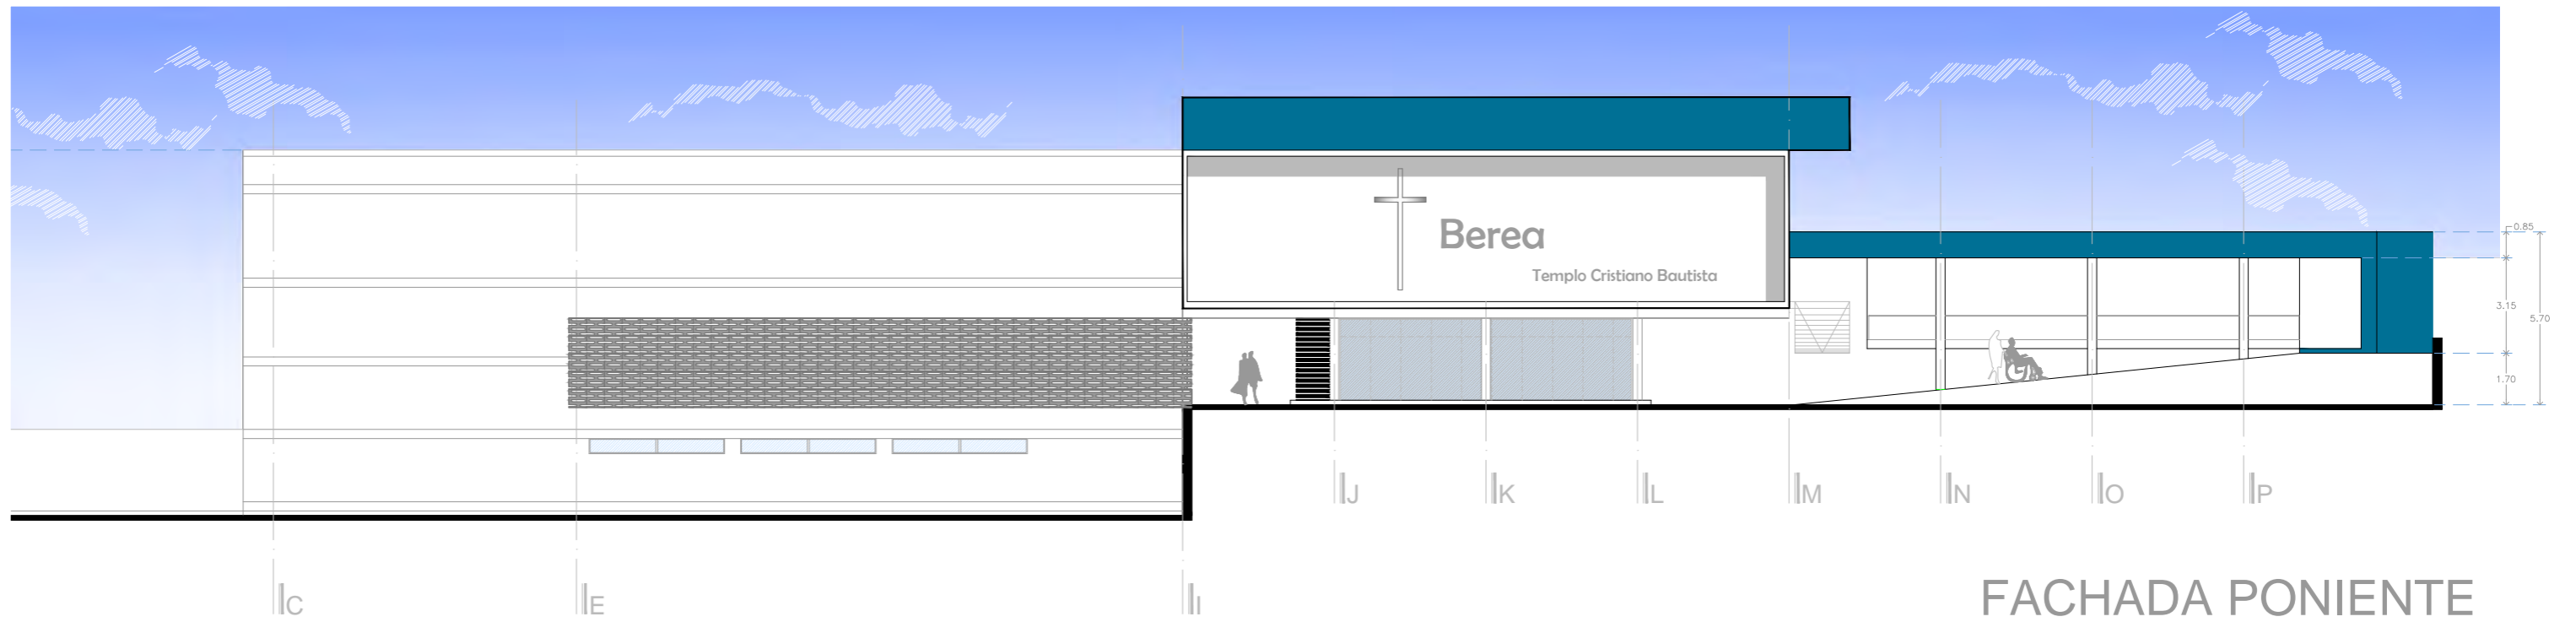 Berea
Templo Cristiano Bautista
0.85
3.15
5.70
1.70
J
K
L
M
N
O
P
C
E
I
FACHADA PONIENTE